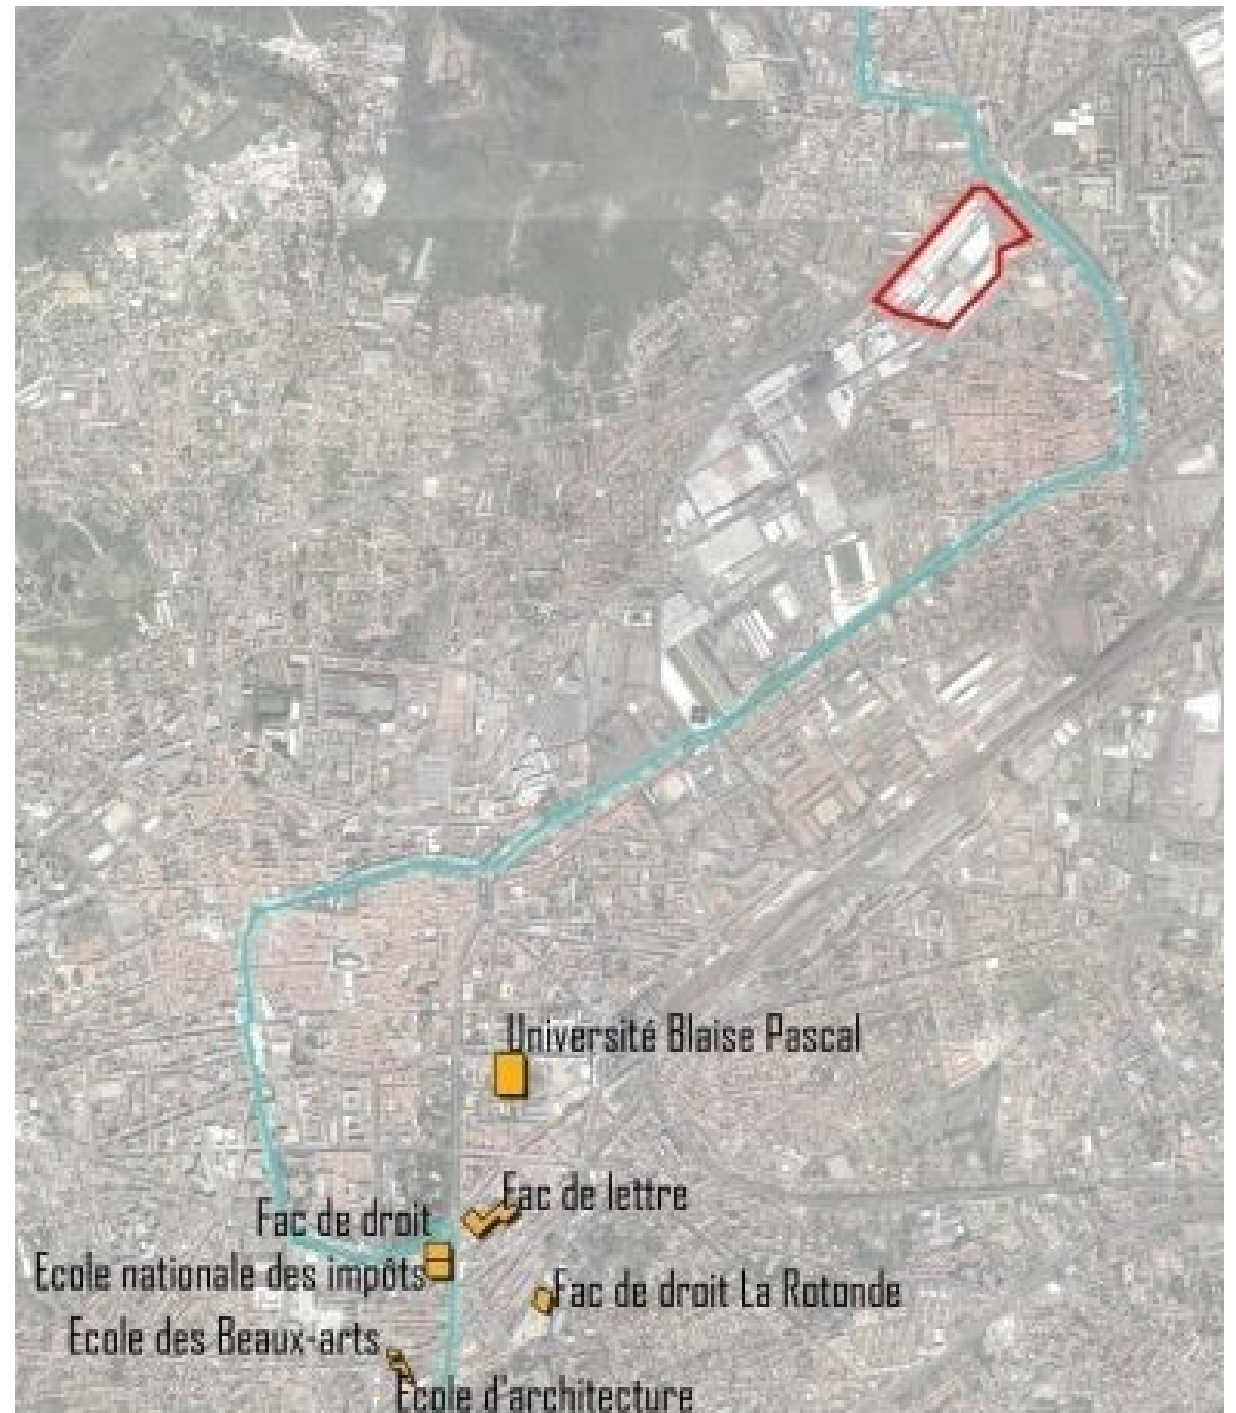 Université Blaise Pascal
Fac de lettre
Fac de droit
Ecole nationale des impôts
Fac de droit La Rotonde
Ecole des Beaux-arts
Ecole d'architecture